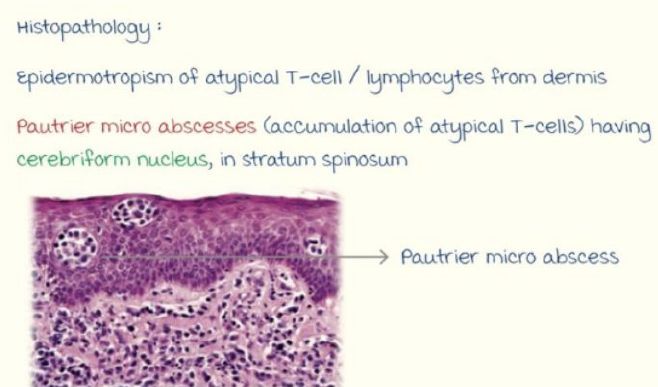 Histopathology :
Epidermotropism of atypical T-cell / lymphocytes from dermis
Pautrier micro abscesses (accumulation of atypical T-cells) having
cerebriform nucleus, in stratum spinosum
Pautrier micro abscess